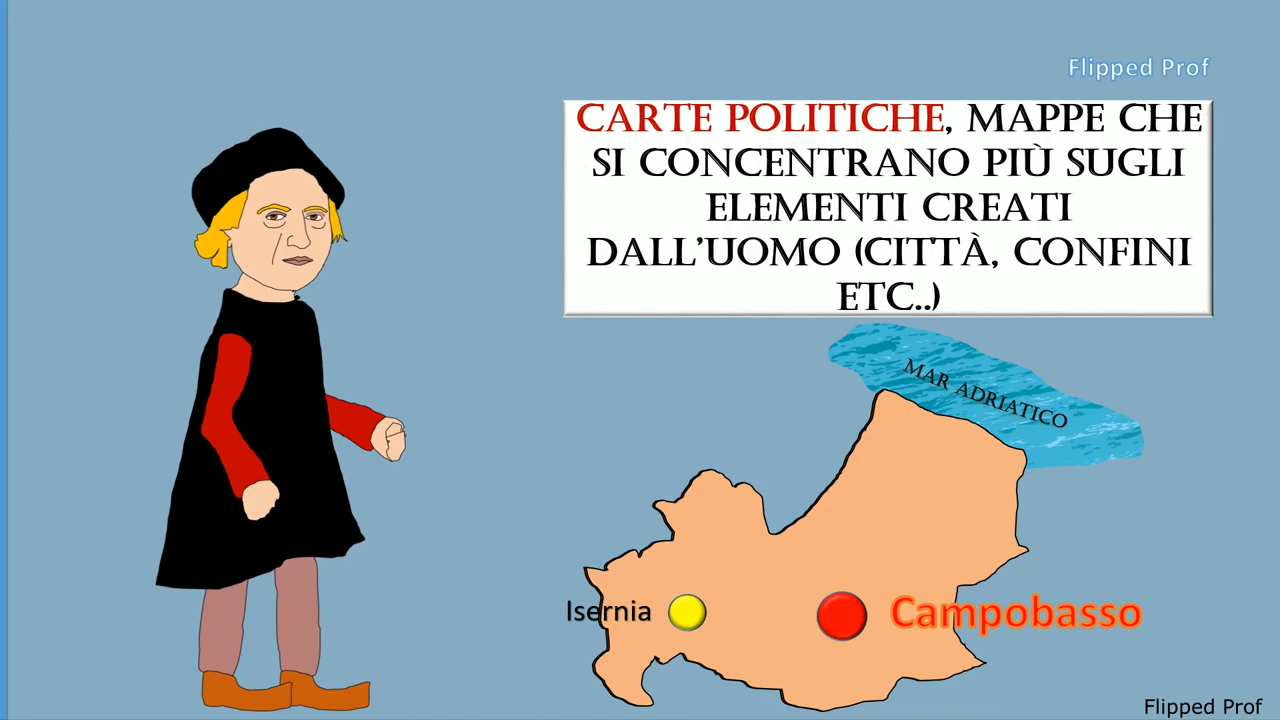 Flipped Prof
CARTE POLITICHE, MAPPE CHE
SI CONCENTRANO PIÙ SUGLI
ELEMENTI CREATI
DALL'UOMO (CITTÀ, CONFINI
ETC..)
MAR ADRIATICO
Isernia
Campobasso
Flipped Prof